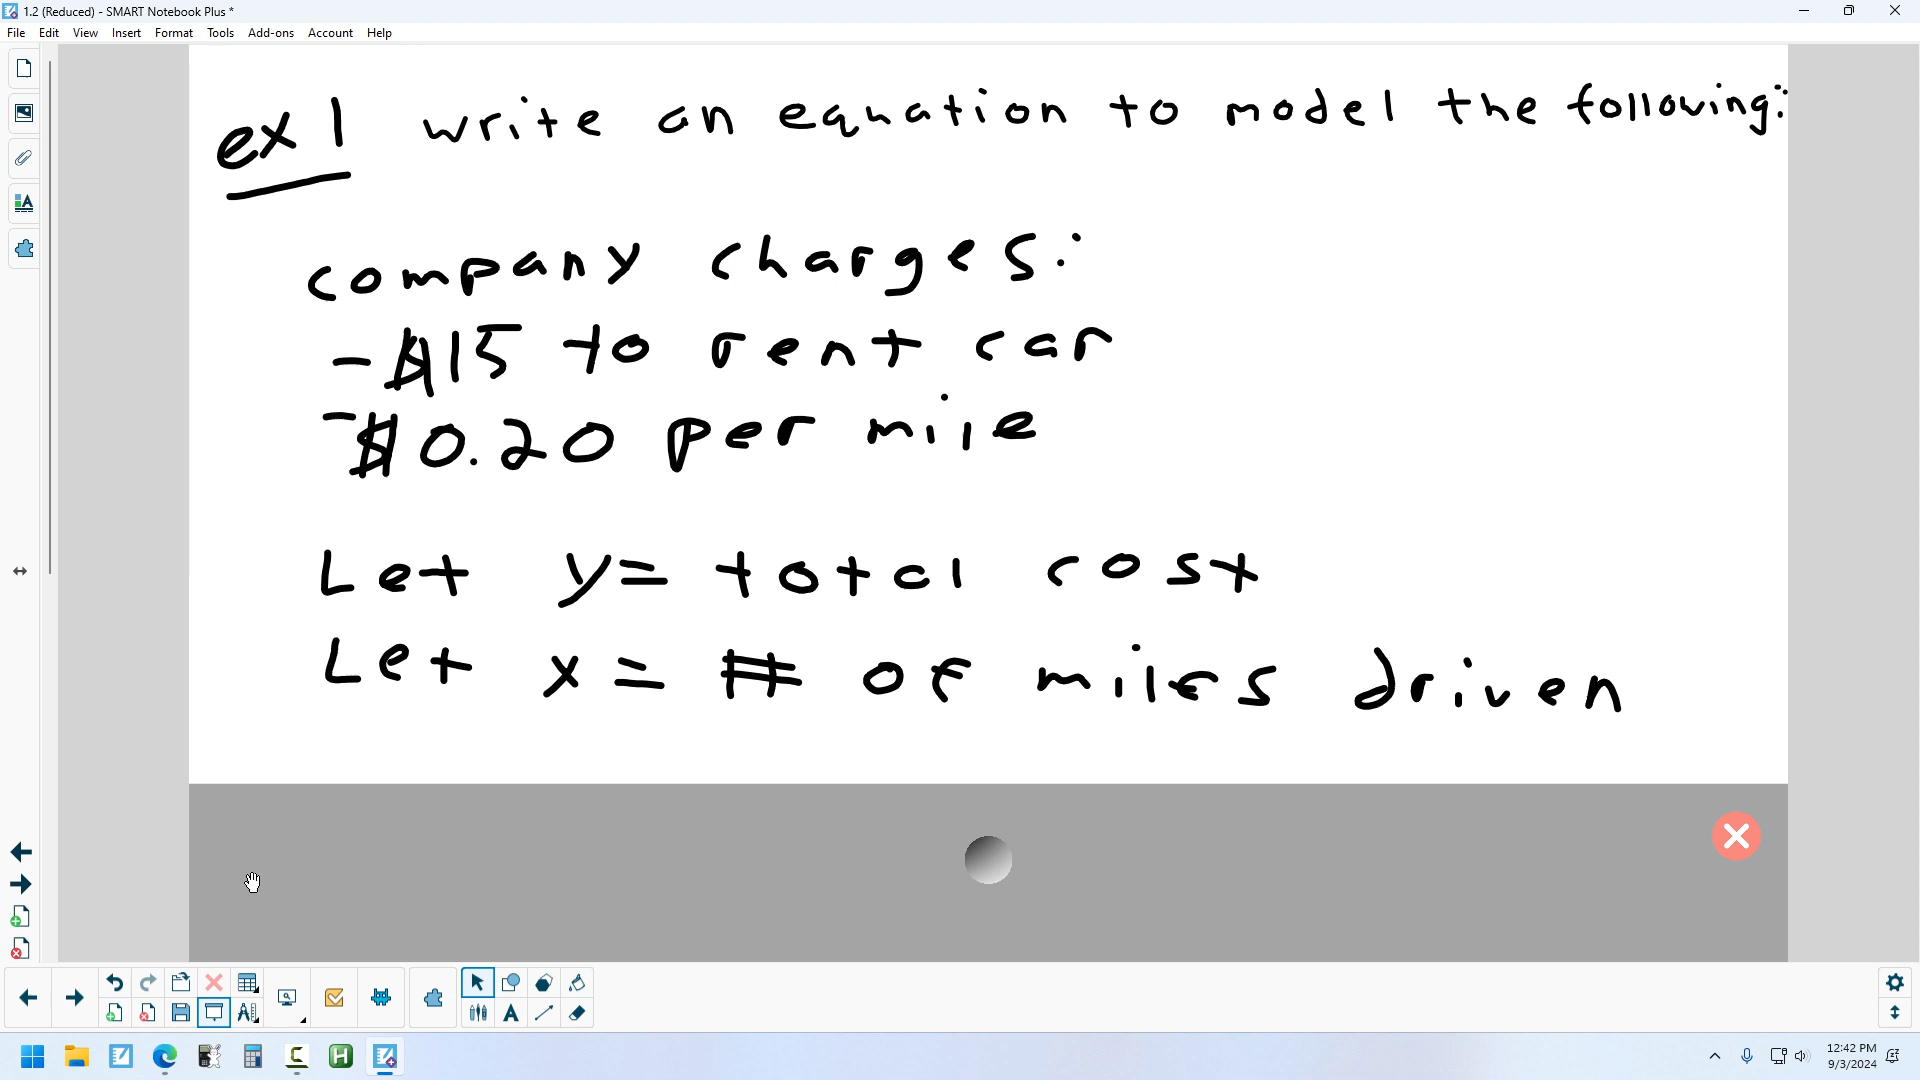 1.2 (Reduced) - SMART Notebook Plus *
File Edit View Insert Format Tools Add-ons Account Help
ex 1 write an equation to model the following:
company charges:
- $15 to rent car
- $0.20 per mile
Let y = total cost
Let x = # of miles driven
12:42 PM
9/3/2024